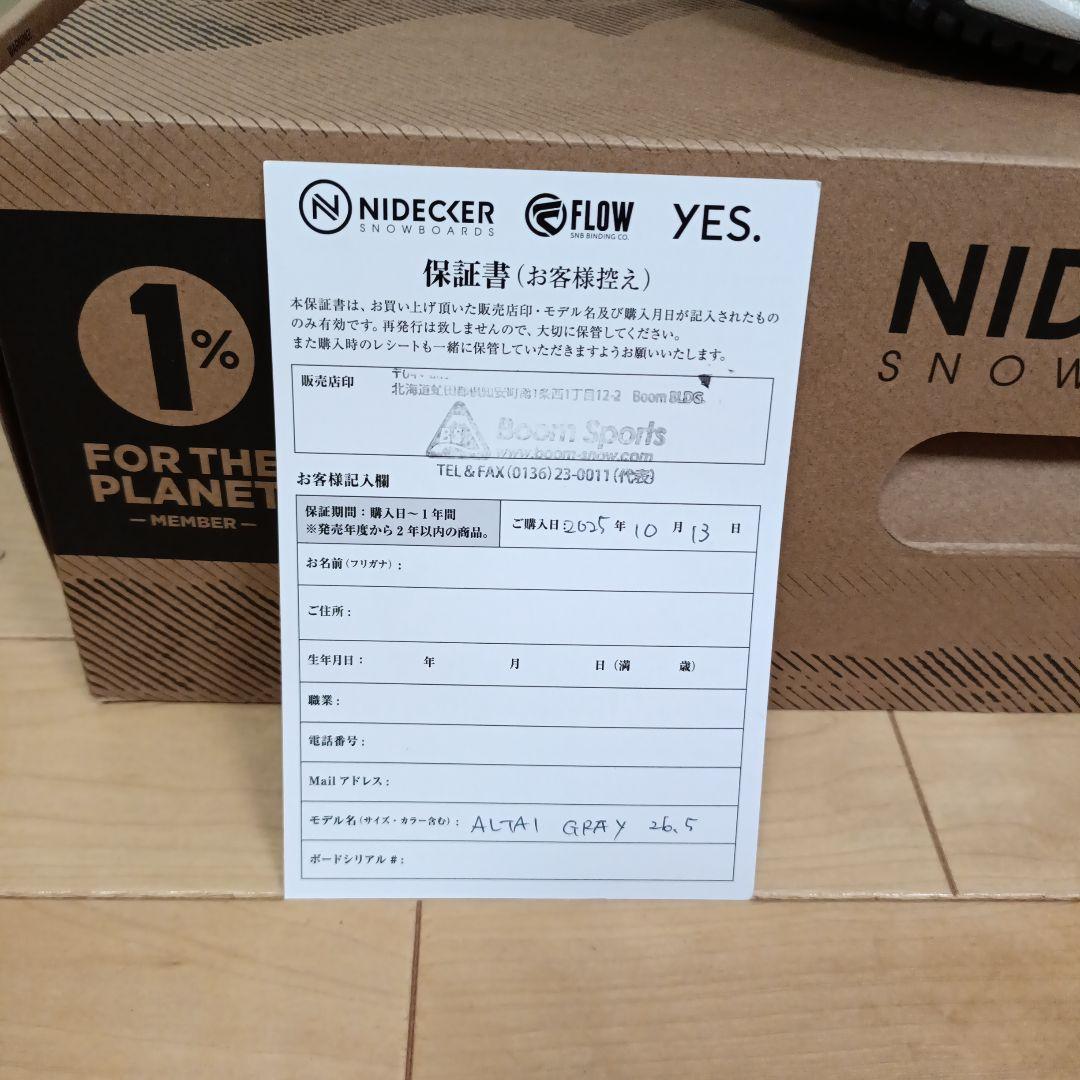 WARNING
1%
FOR THE
PLANET
— MEMBER —
NID
SNOW
NIDECKER
SNOWBOARDS
FLOW
SNB BINDING CO.
YES.
保証書(お客様控え)
本保証書は、お買い上げ頂いた販売店印・モデル名及び購入月日が記入されたもの
のみ有効です。再発行は致しませんので、大切に保管してください。
また購入時のレシートも一緒に保管していただきますようお願いいたします。
販売店印
北海道虻田郡倶知安町南1条西1丁目12-2 Boom BLDG.
Boom Sports
www.boom-snow.com
TEL&FAX(0136)23-0011(代表)
お客様記入欄
保証期間:購入日〜1年間
※発売年度から2年以内の商品。
ご購入日:2025年10月13日
お名前(フリガナ):
ご住所:
生年月日: 年 月 日(満 歳)
職業:
電話番号:
Mail アドレス:
モデル名(サイズ・カラー含む): ALTAI GRAY 26.5
ボードシリアル #: